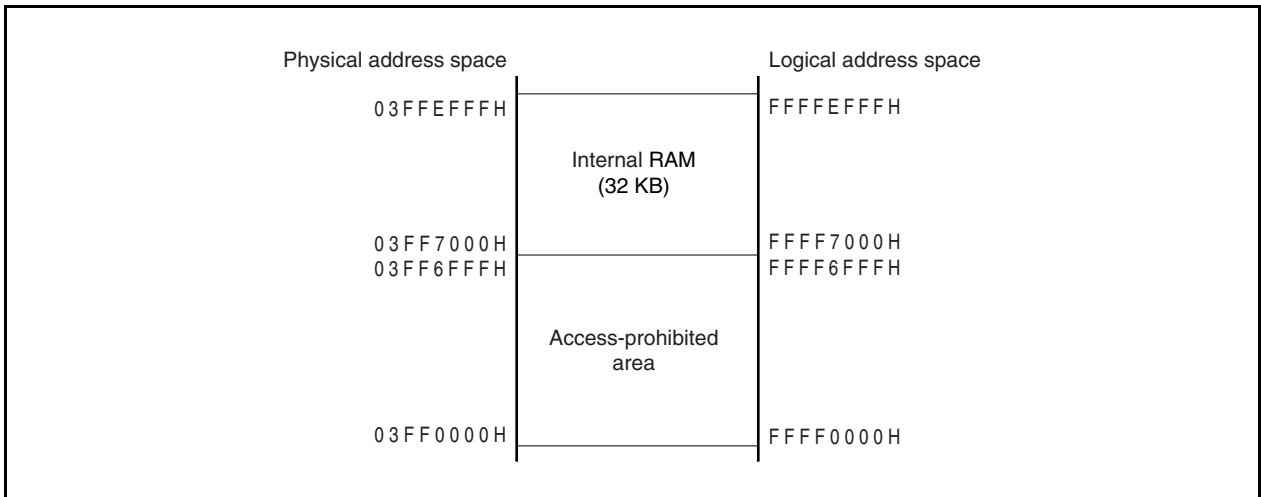 Physical address space
Logical address space
03FFEFFFH
FFFFEFFFH
Internal RAM
(32 KB)
03FF7000H
FFFF7000H
03FF6FFFH
FFFF6FFFH
Access-prohibited
area
03FF0000H
FFFF0000H